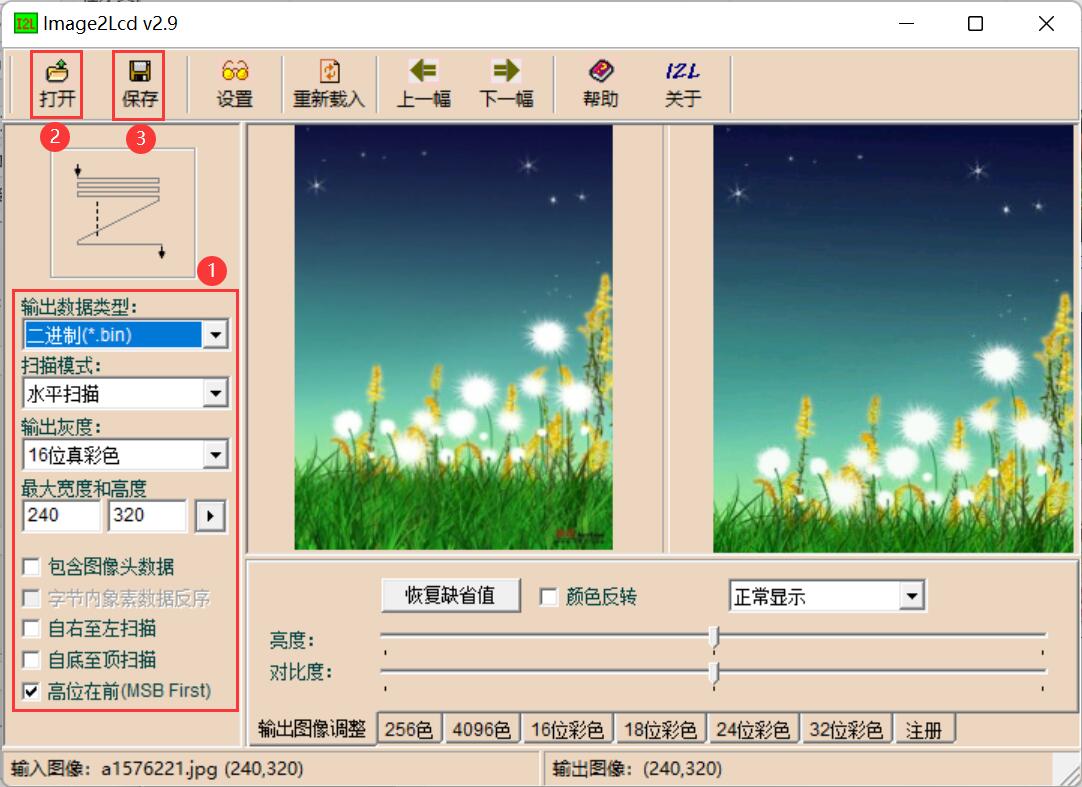 I2L Image2Lcd v2.9
打开 保存 设置 重新载入 上一幅 下一幅 帮助 关于
I2L
2 3
1
输出数据类型:
二进制(*.bin)
扫描模式:
水平扫描
输出灰度:
16位真彩色
最大宽度和高度
240 320
包含图像头数据
字节内象素数据反序
自右至左扫描
自底至顶扫描
高位在前(MSB First)
恢复缺省值 颜色反转 正常显示
亮度:
对比度:
输出图像调整 256色 4096色 16位彩色 18位彩色 24位彩色 32位彩色 注册
输入图像: a1576221.jpg (240,320) 输出图像: (240,320)